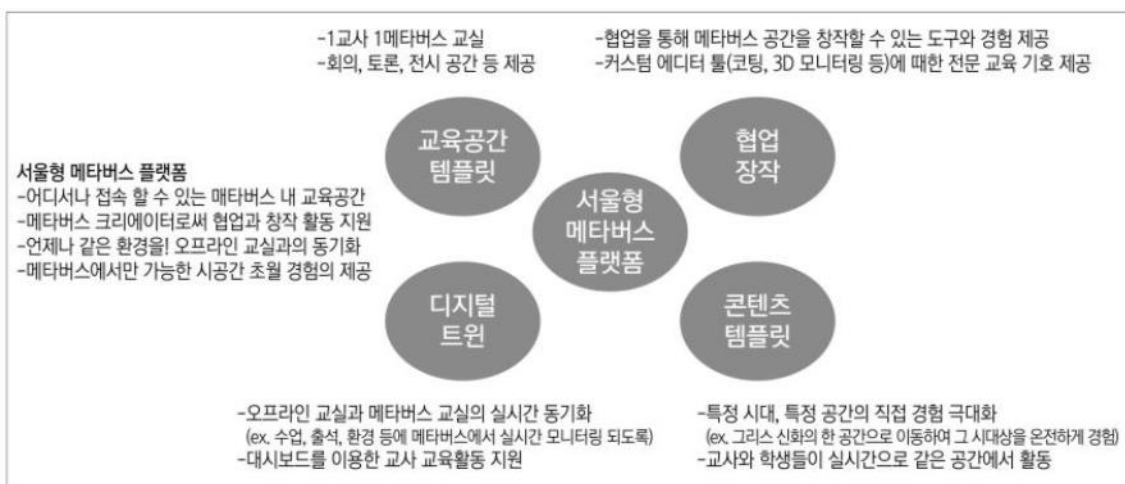 -1교사 1메타버스 교실
-회의, 토론, 전시 공간 등 제공
-협업을 통해 메타버스 공간을 창작할 수 있는 도구와 경험 제공
-커스텀 에디터 툴(코팅, 3D 모니터링 등)에 때한 전문 교육 기호 제공
교육공간
템플릿
협업
장작
서울형 메타버스 플랫폼
-어디서나 접속 할 수 있는 매타버스 내 교육공간
-메타버스 크리에이터로써 협업과 창작 활동 지원
-언제나 같은 환경을! 오프라인 교실과의 동기화
-메타버스에서만 가능한 시공간 초월 경험의 제공
서울형
메타버스
플랫폼
디지털
트윈
콘텐츠
템플릿
-오프라인 교실과 메타버스 교실의 실시간 동기화
(ex. 수업, 출석, 환경 등에 메타버스에서 실시간 모니터링 되도록)
-대시보드를 이용한 교사 교육활동 지원
-특정 시대, 특정 공간의 직접 경험 극대화
(ex. 그리스 신화의 한 공간으로 이동하여 그 시대상을 온전하게 경험)
-교사와 학생들이 실시간으로 같은 공간에서 활동